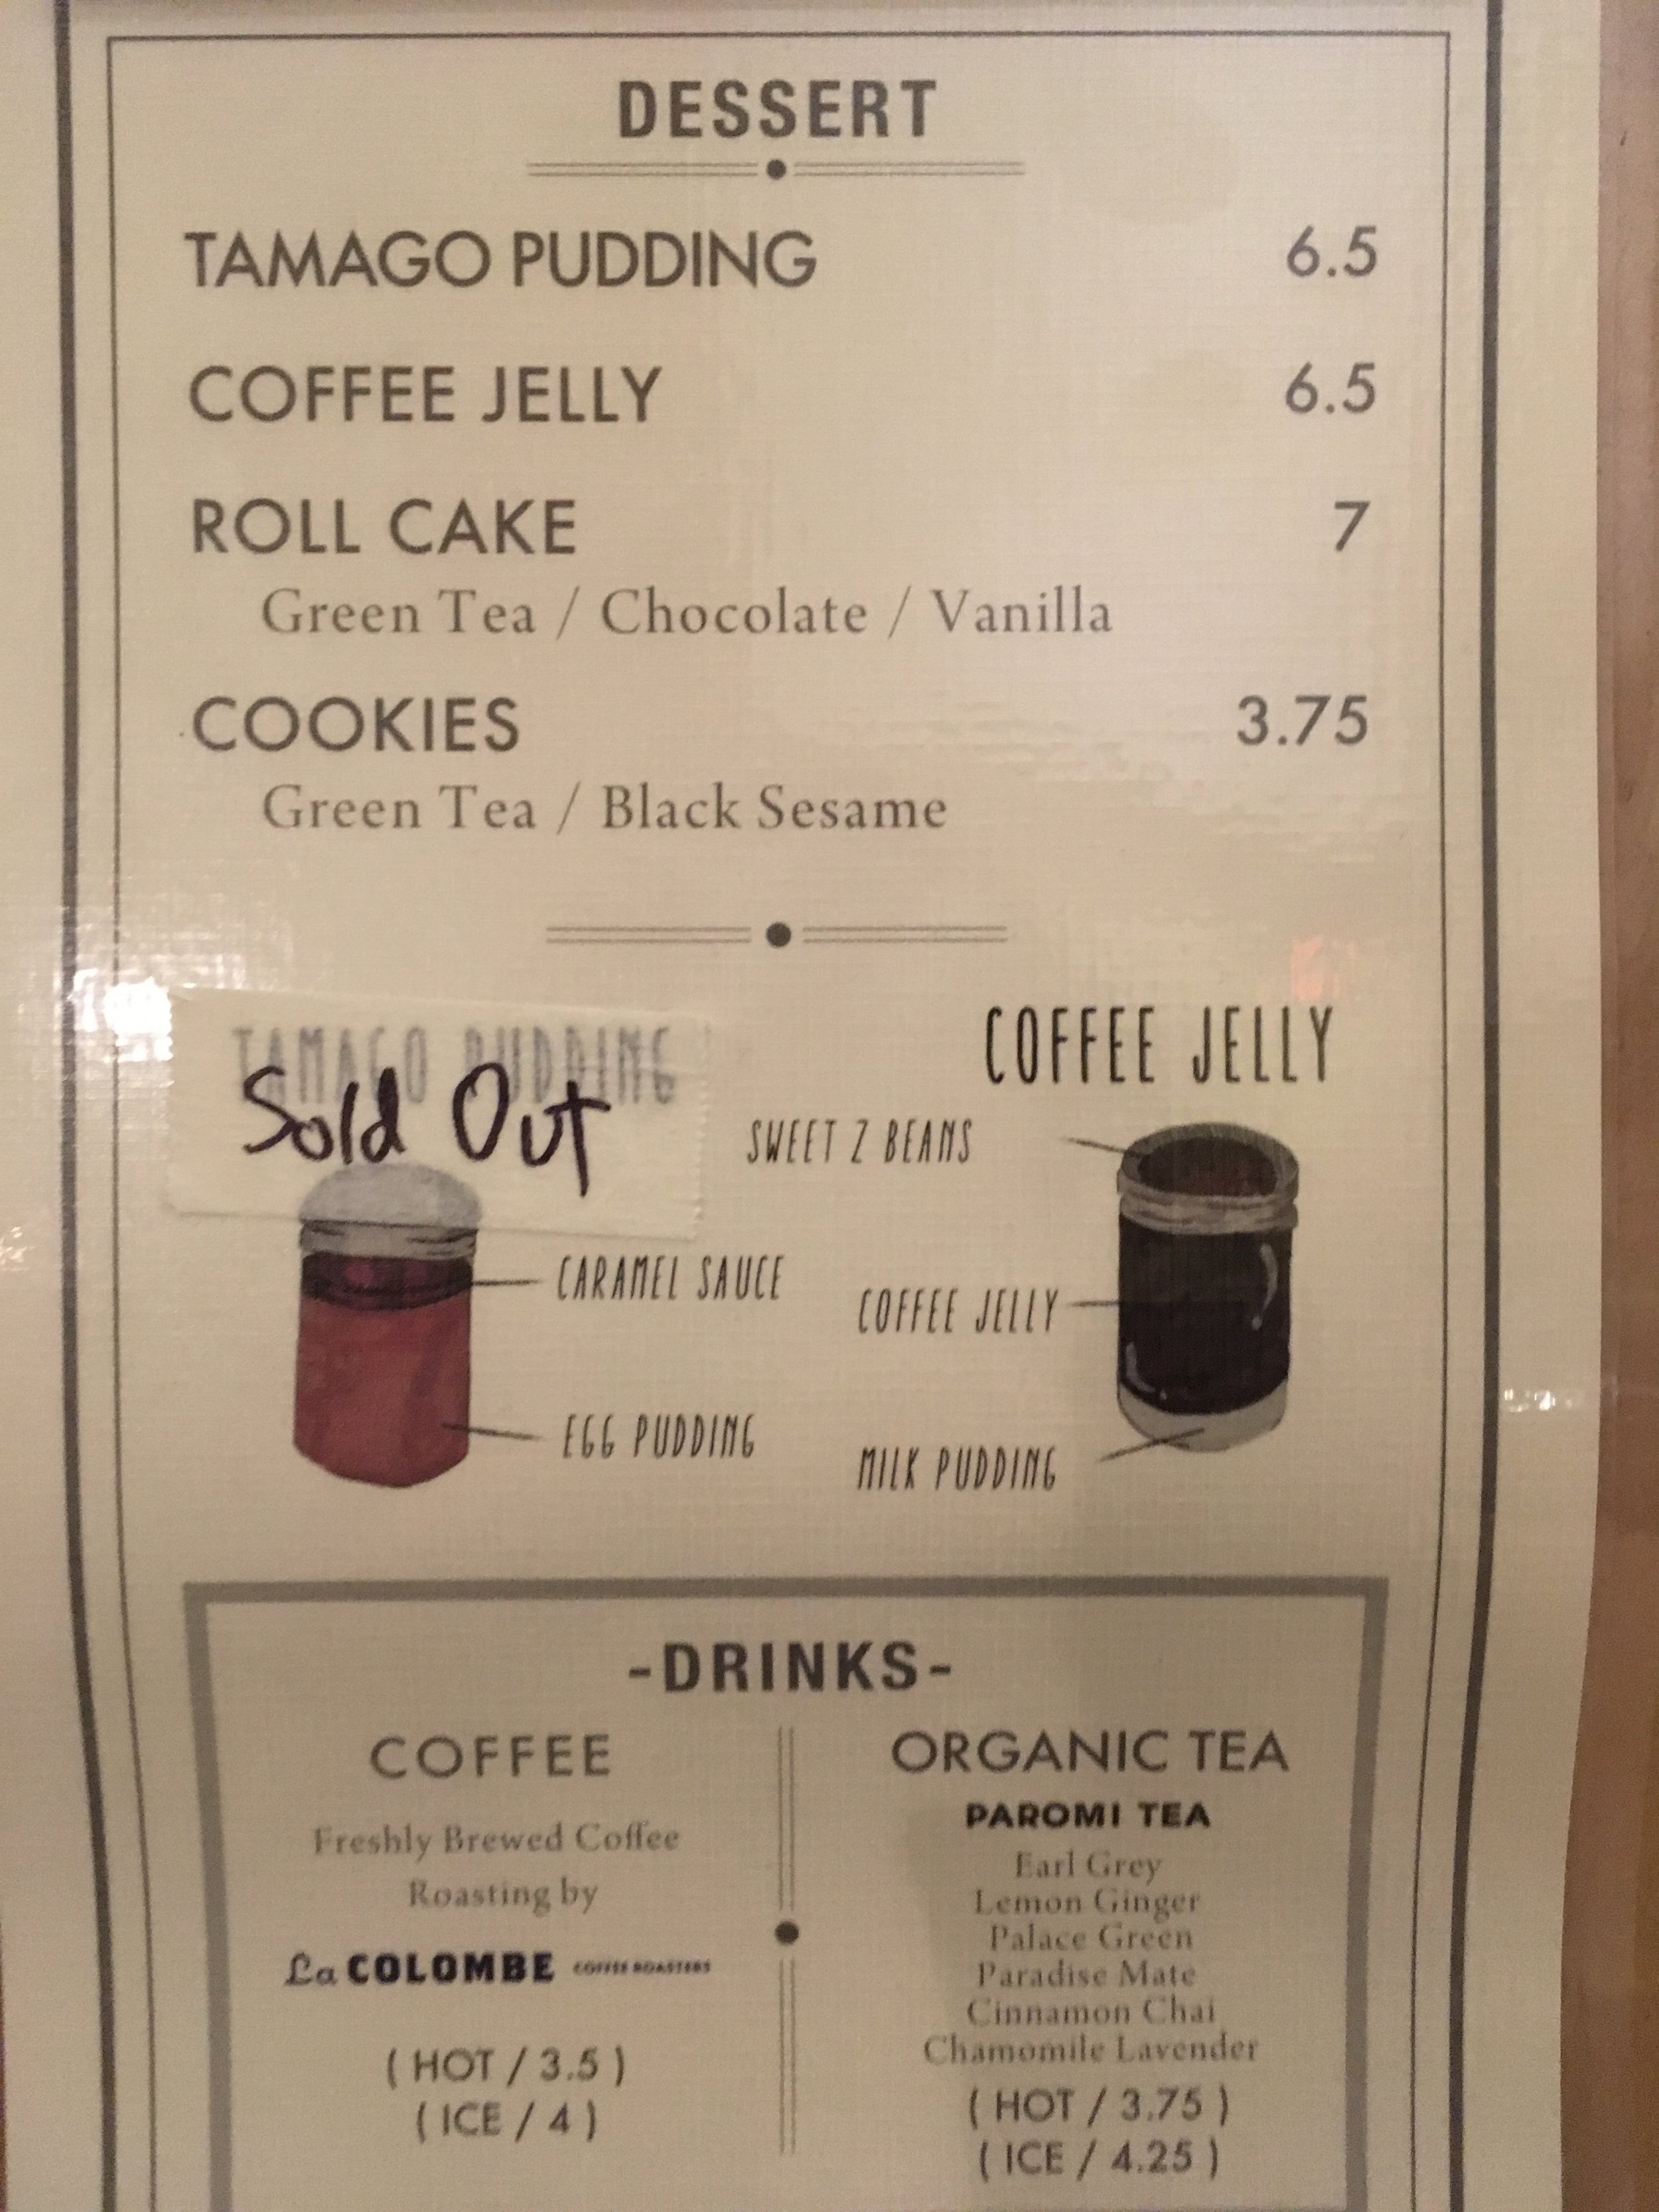 DESSERT
TAMAGO PUDDING 6.5
COFFEE JELLY 6.5
ROLL CAKE 7
Green Tea / Chocolate / Vanilla
COOKIES 3.75
Green Tea / Black Sesame
TAMAGO PUDDING
Sold Out
CARAMEL SAUCE
EGG PUDDING
COFFEE JELLY
SWEET Z BEANS
COFFEE JELLY
MILK PUDDING
-DRINKS-
COFFEE
Freshly Brewed Coffee
Roasting by
La COLOMBE COFFEE ROASTERS
( HOT / 3.5 )
( ICE / 4 )
ORGANIC TEA
PAROMI TEA
Earl Grey
Lemon Ginger
Palace Green
Paradise Mate
Cinnamon Chai
Chamomile Lavender
( HOT / 3.75 )
( ICE / 4.25 )